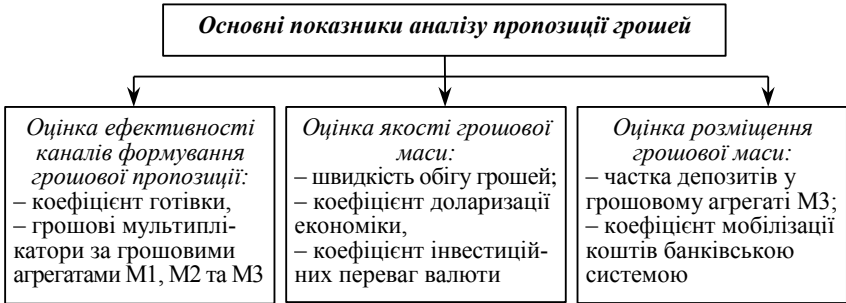 Основні показники аналізу пропозиції грошей
Оцінка ефективності
каналів формування
грошової пропозиції:
– коефіцієнт готівки,
– грошові мультиплі-
катори за грошовими
агрегатами М1, М2 та М3
Оцінка якості грошової
маси:
– швидкість обігу грошей;
– коефіцієнт доларизації
економіки,
– коефіцієнт інвестицій-
них переваг валюти
Оцінка розміщення
грошової маси:
– частка депозитів у
грошовому агрегаті М3;
– коефіцієнт мобілізації
коштів банківською
системою